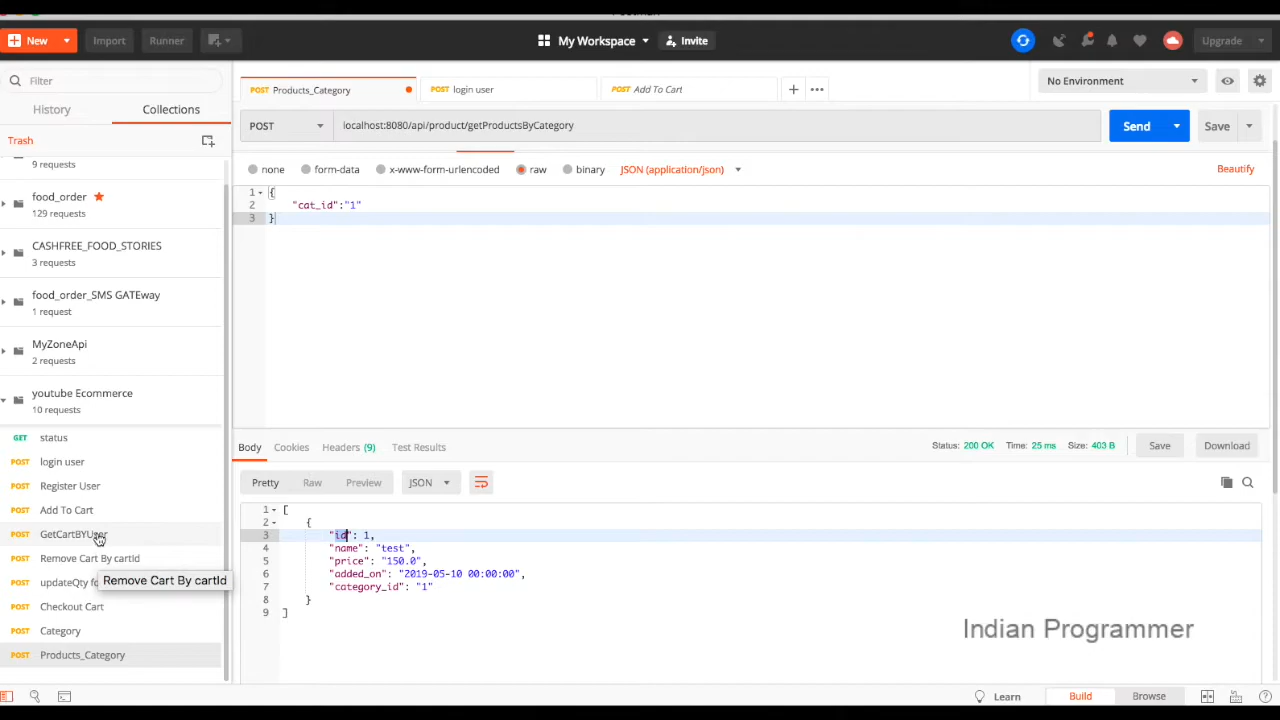 New
Import
Runner
My Workspace
Invite
Upgrade
Filter
History
Collections
Trash
9 requests
food_order
129 requests
CASHFREE_FOOD_STORIES
3 requests
food_order_SMS GATEway
1 request
MyZoneApi
2 requests
youtube Ecommerce
10 requests
GET status
POST login user
POST Register User
POST Add To Cart
POST GetCartBYUser
POST Remove Cart By cartId
POST updateQty fo
Remove Cart By cartId
POST Checkout Cart
POST Category
POST Products_Category
POST Products_Category
POST login user
POST Add To Cart
No Environment
POST
localhost:8080/api/product/getProductsByCategory
Send
Save
none
form-data
x-www-form-urlencoded
raw
binary
JSON (application/json)
Beautify
1 {
2 "cat_id":"1"
3 }
Body
Cookies
Headers (9)
Test Results
Status: 200 OK
Time: 25 ms
Size: 403 B
Save
Download
Pretty
Raw
Preview
JSON
1 [
2 {
3 "id": 1,
4 "name": "test",
5 "price": "150.0",
6 "added_on": "2019-05-10 00:00:00",
7 "category_id": "1"
8 }
9 ]
Indian Programmer
Learn
Build
Browse